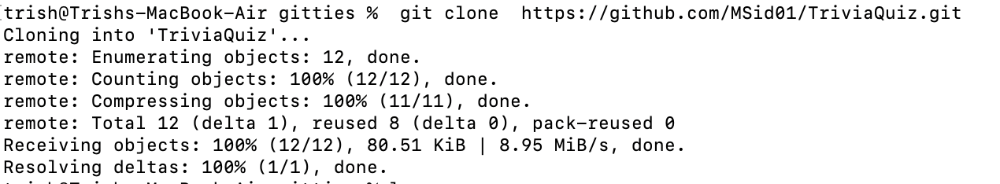 trish@Trishs-MacBook-Air gitties %  git clone  https://github.com/MSid01/TriviaQuiz.git
Cloning into 'TriviaQuiz'...
remote: Enumerating objects: 12, done.
remote: Counting objects: 100% (12/12), done.
remote: Compressing objects: 100% (11/11), done.
remote: Total 12 (delta 1), reused 8 (delta 0), pack-reused 0
Receiving objects: 100% (12/12), 80.51 KiB | 8.95 MiB/s, done.
Resolving deltas: 100% (1/1), done.